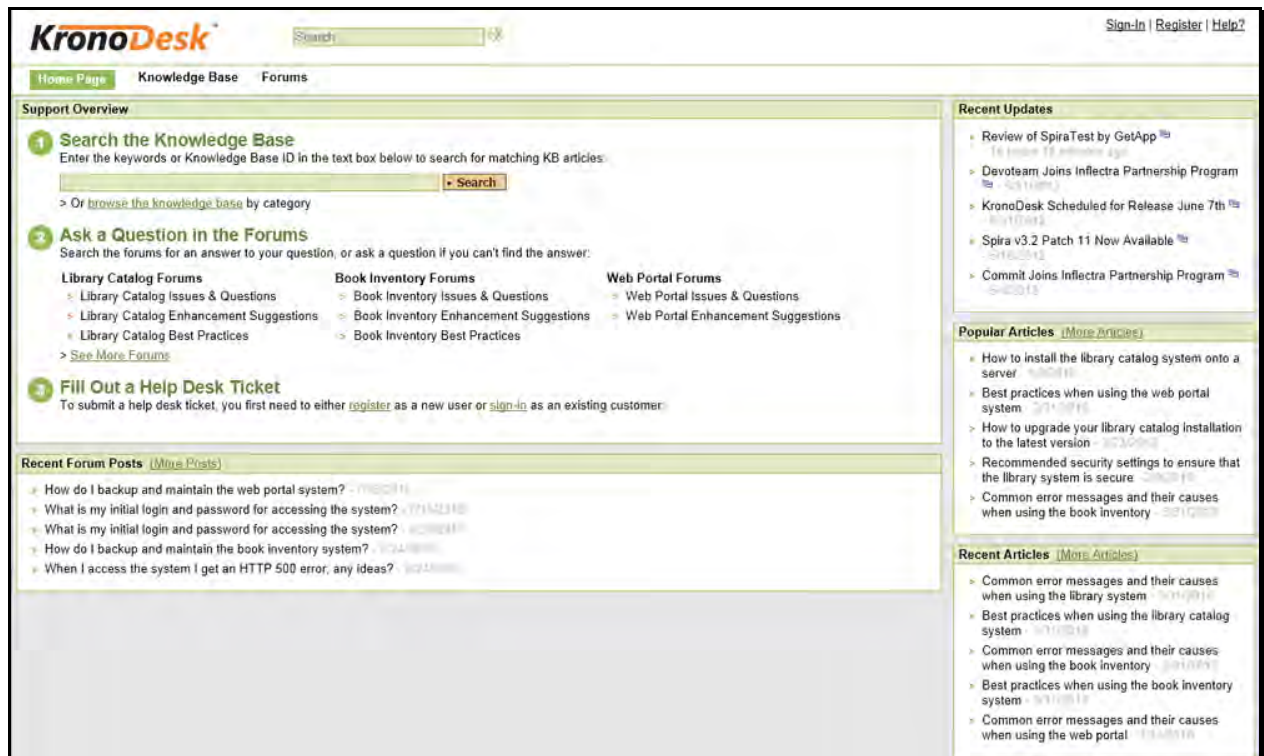 KronoDesk
Search
Sign-In | Register | Help?
Home Page Knowledge Base Forums
Support Overview
1 Search the Knowledge Base
Enter the keywords or Knowledge Base ID in the text box below to search for matching KB articles:
Search
> Or browse the knowledge base by category
2 Ask a Question in the Forums
Search the forums for an answer to your question, or ask a question if you can't find the answer:
Library Catalog Forums
Library Catalog Issues & Questions
Library Catalog Enhancement Suggestions
Library Catalog Best Practices
Book Inventory Forums
Book Inventory Issues & Questions
Book Inventory Enhancement Suggestions
Book Inventory Best Practices
Web Portal Forums
Web Portal Issues & Questions
Web Portal Enhancement Suggestions
> See More Forums
3 Fill Out a Help Desk Ticket
To submit a help desk ticket, you first need to either register as a new user or sign-in as an existing customer.
Recent Forum Posts (More Posts)
How do I backup and maintain the web portal system?
What is my initial login and password for accessing the system?
What is my initial login and password for accessing the system?
How do I backup and maintain the book inventory system?
When I access the system I get an HTTP 500 error, any ideas?
Recent Updates
Review of SpiraTest by GetApp
Devoteam Joins Inflectra Partnership Program
KronoDesk Scheduled for Release June 7th
Spira v3.2 Patch 11 Now Available
Commit Joins Inflectra Partnership Program
Popular Articles (More Articles)
How to install the library catalog system onto a
server
Best practices when using the web portal
system
How to upgrade your library catalog installation
to the latest version
Recommended security settings to ensure that
the library system is secure
Common error messages and their causes
when using the book inventory
Recent Articles (More Articles)
Common error messages and their causes
when using the library system
Best practices when using the library catalog
system
Common error messages and their causes
when using the book inventory
Best practices when using the book inventory
system
Common error messages and their causes
when using the web portal